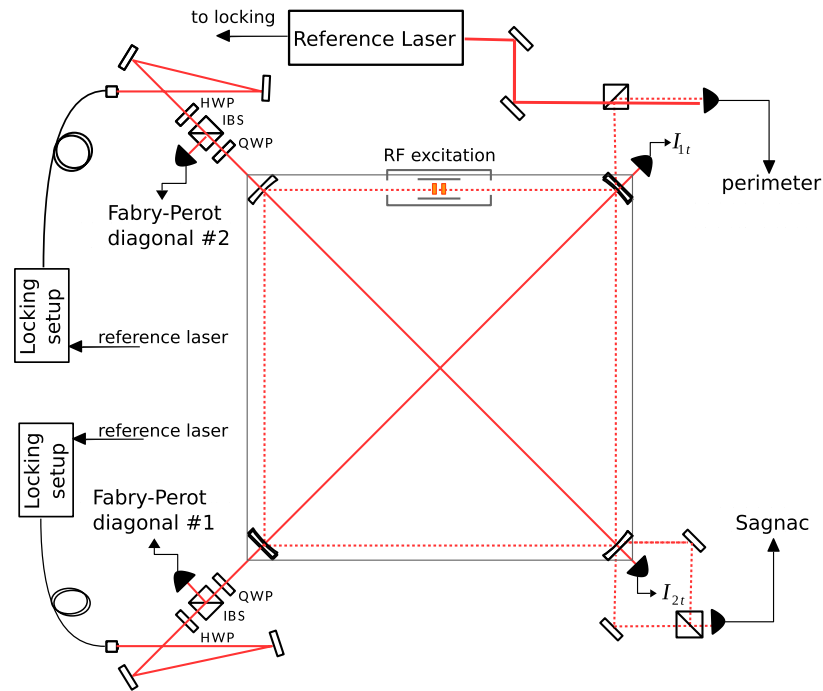 to locking
Reference Laser
HWP
IBS
QWP
RF excitation
I1t
perimeter
Fabry-Perot
diagonal #2
Locking
setup
reference laser
reference laser
Locking
setup
Fabry-Perot
diagonal #1
Sagnac
QWP
IBS
HWP
I2t